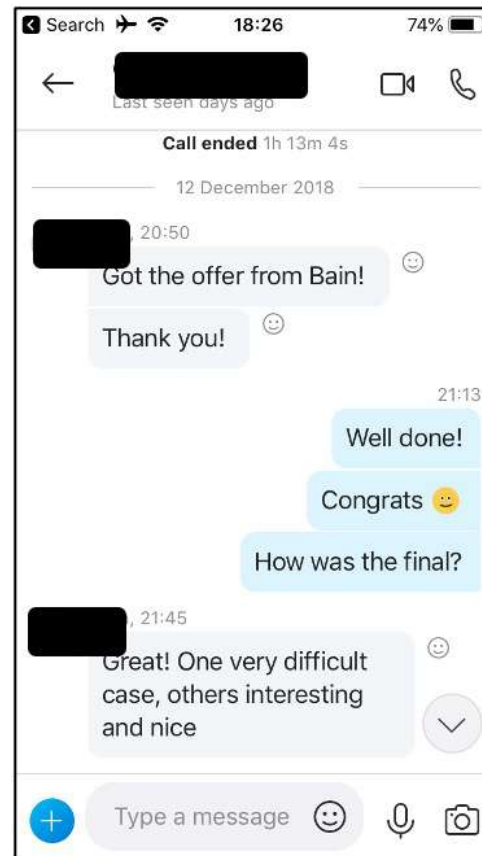 Search 18:26 74%
Last seen days ago
Call ended 1h 13m 4s
12 December 2018
, 20:50
Got the offer from Bain!
Thank you!
21:13
Well done!
Congrats 🙂
How was the final?
, 21:45
Great! One very difficult
case, others interesting
and nice
Type a message